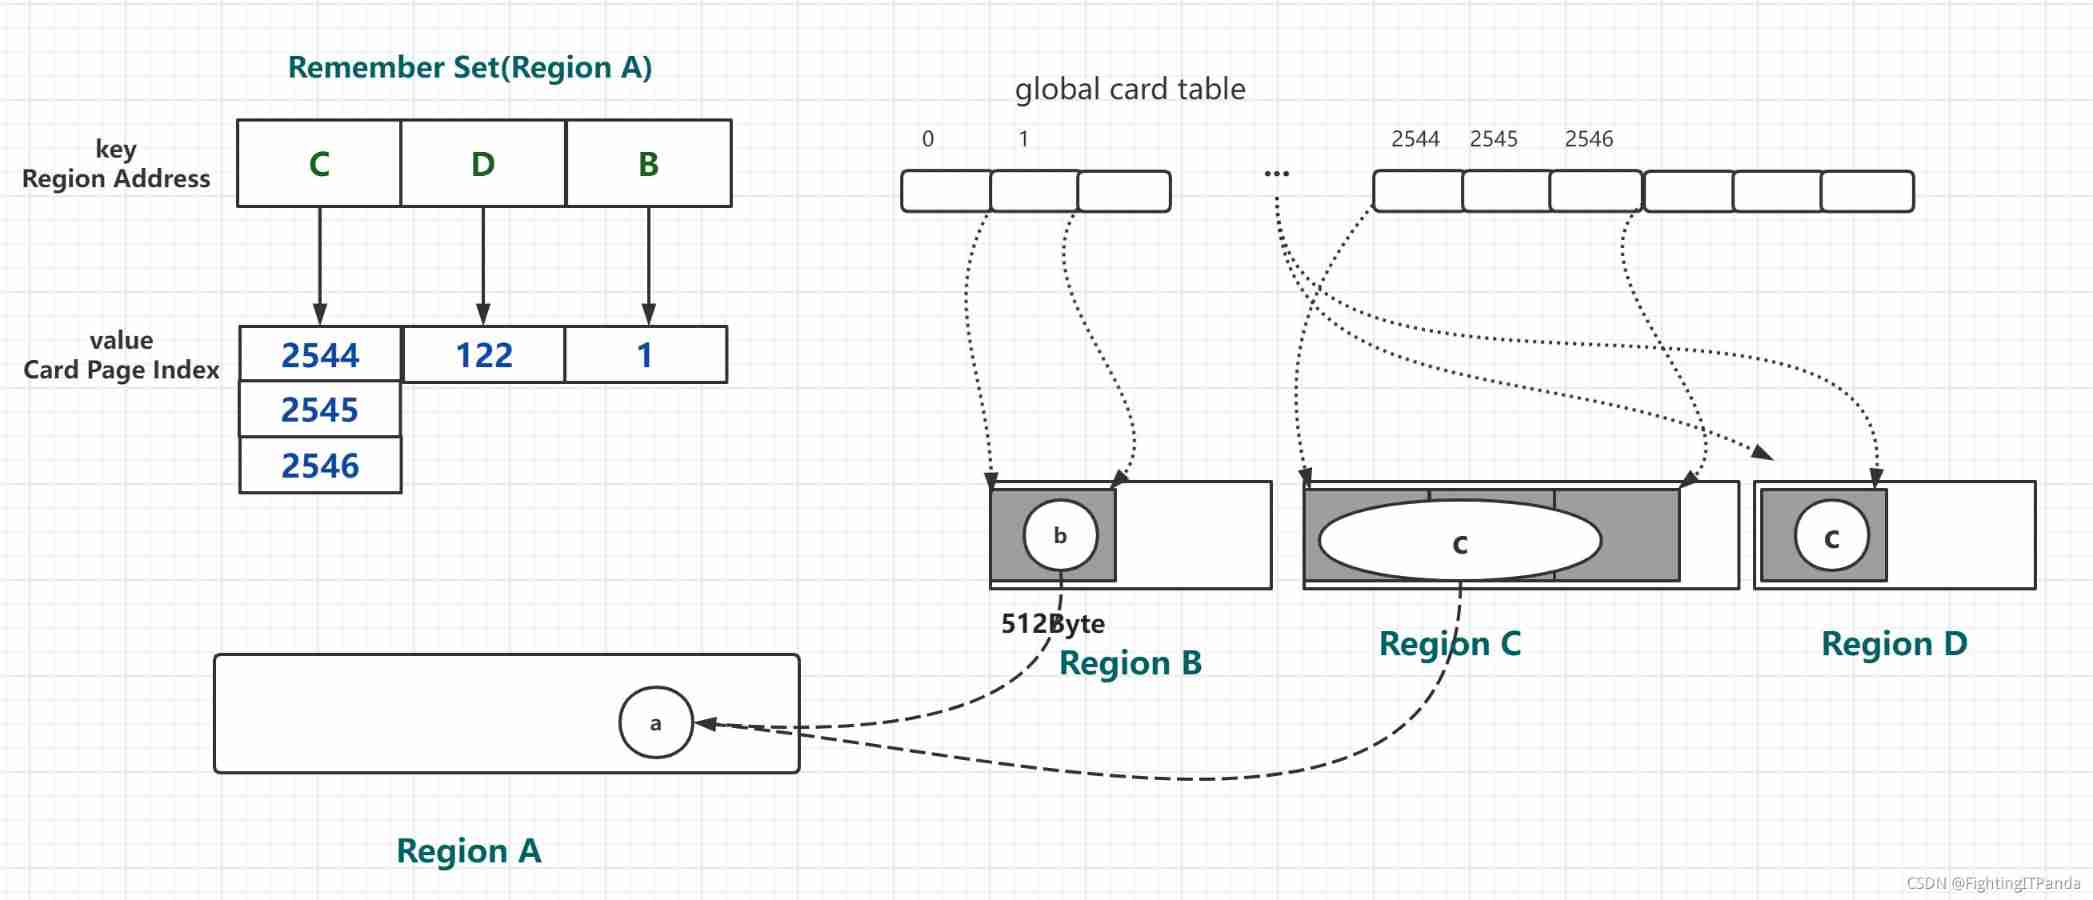 Remember Set(Region A)
key
Region Address
C
D
B
value
Card Page Index
2544
122
1
2545
2546
global card table
0
1
...
2544
2545
2546
b
c
c
512Byte
Region B
Region C
Region D
a
Region A
CSDN @FightingITPanda